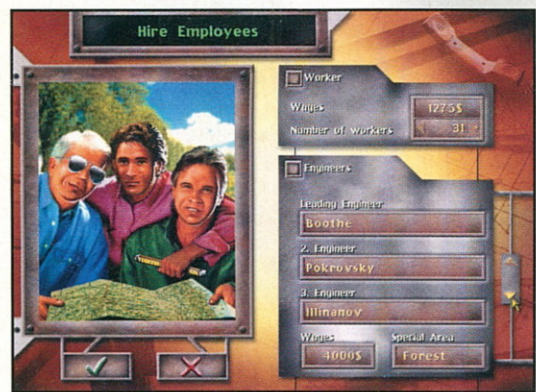 Hire Employees
Worker
Wages 1275$
Number of workers 31
Engineers
Leading Engineer
Boothe
2. Engineer
Pokrovsky
3. Engineer
Illinanov
Wages Special Area
4000$ Forest